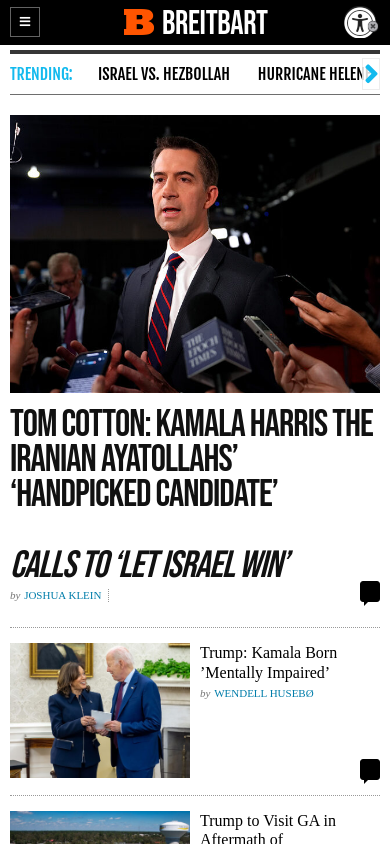 BREITBART
TRENDING:
ISRAEL VS. HEZBOLLAH
HURRICANE HELEN
THE
EPOCH
TIMES
TOM COTTON: KAMALA HARRIS THE
IRANIAN AYATOLLAHS’
‘HANDPICKED CANDIDATE’
CALLS TO ‘LET ISRAEL WIN’
by JOSHUA KLEIN
Trump: Kamala Born
’Mentally Impaired’
by WENDELL HUSEBØ
Trump to Visit GA in
Aftermath of